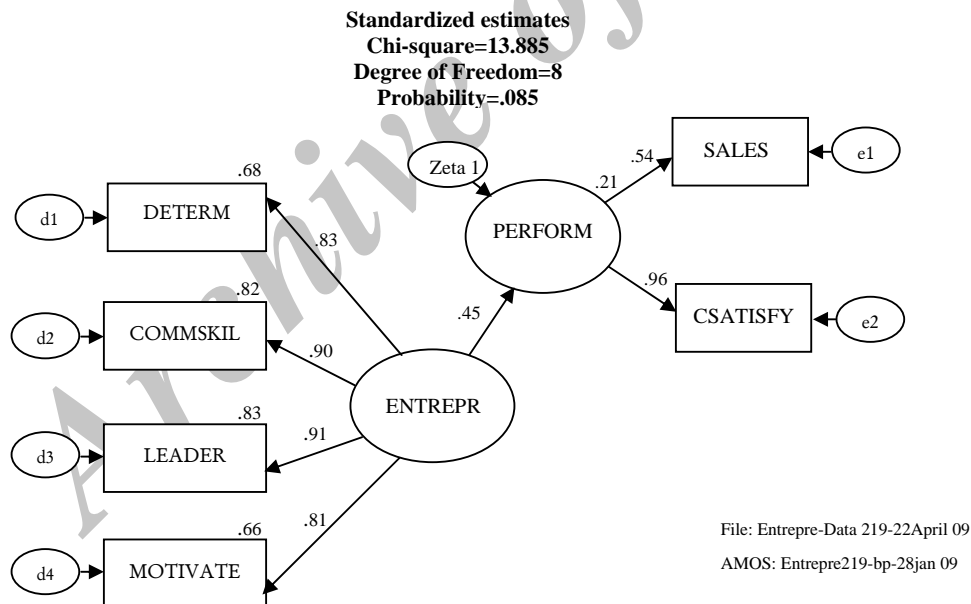 Standardized estimates
Chi-square=13.885
Degree of Freedom=8
Probability=.085
Archive of
Zeta 1
.54
SALES
e1
.21
.68
d1
DETERM
PERFORM
.83
.96
CSATISFY
e2
.82
d2
COMMSKIL
.45
.90
ENTREPR
.83
d3
LEADER
.91
.81
.66
d4
MOTIVATE
File: Entrepre-Data 219-22April 09
AMOS: Entrepre219-bp-28jan 09